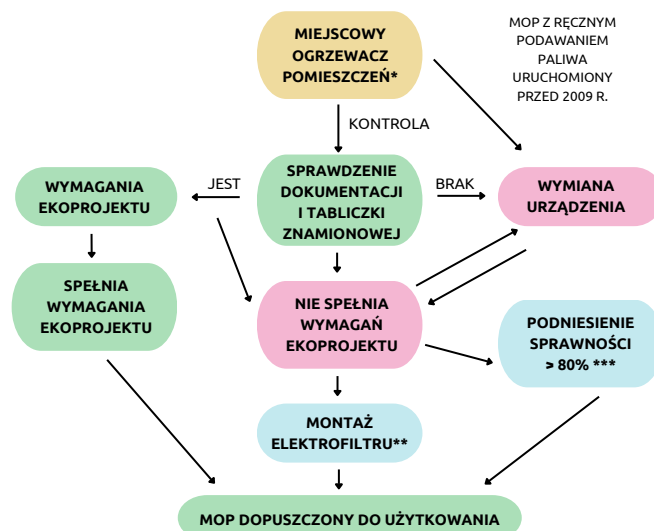 MIEJSCOWY
OGRZEWACZ
POMIESZCZEŃ*
MOP Z RĘCZNYM
PODAWANIEM
PALIWA
URUCHOMIONY
PRZED 2009 R.
KONTROLA
WYMAGANIA
EKOPROJEKTU
JEST
SPRAWDZENIE
DOKUMENTACJI
I TABLICZKI
ZNAMIONOWEJ
BRAK
WYMIANA
URZĄDZENIA
SPEŁNIA
WYMAGANIA
EKOPROJEKTU
NIE SPEŁNIA
WYMAGAŃ
EKOPROJEKTU
PODNIESIENIE
SPRAWNOŚCI
> 80% ***
MONTAŻ
ELEKTROFILTRU**
MOP DOPUSZCZONY DO UŻYTKOWANIA